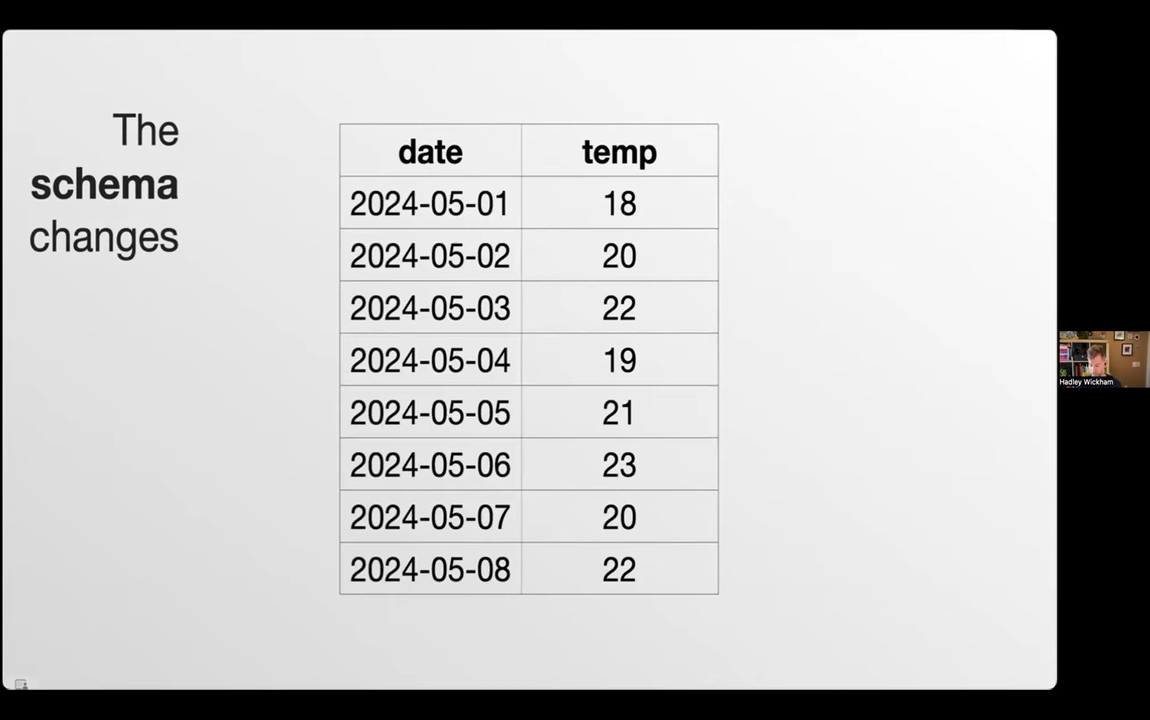 The
schema
changes
date temp
2024-05-01 18
2024-05-02 20
2024-05-03 22
2024-05-04 19
2024-05-05 21
2024-05-06 23
2024-05-07 20
2024-05-08 22
Hadley Wickham